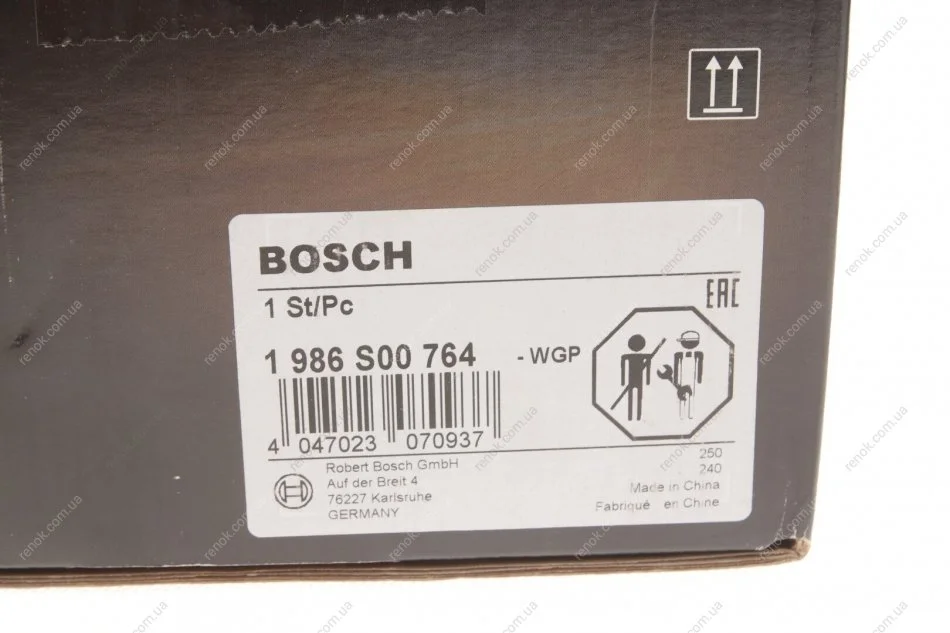 BOSCH
1 St/Pc
EAC
1 986 S00 764 - WGP
4 047023 070937
Robert Bosch GmbH
Auf der Breit 4
76227 Karlsruhe
GERMANY
250
240
Made in China
Fabriqué en Chine
renok.com.ua